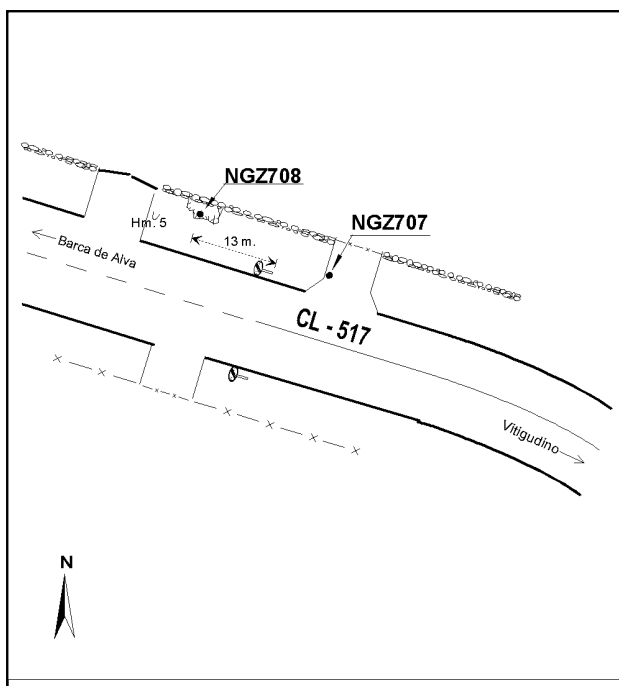 NGZ708
NGZ707
Hm. 5
13 m.
Barca de Alva
CL - 517
Vitigudino
N